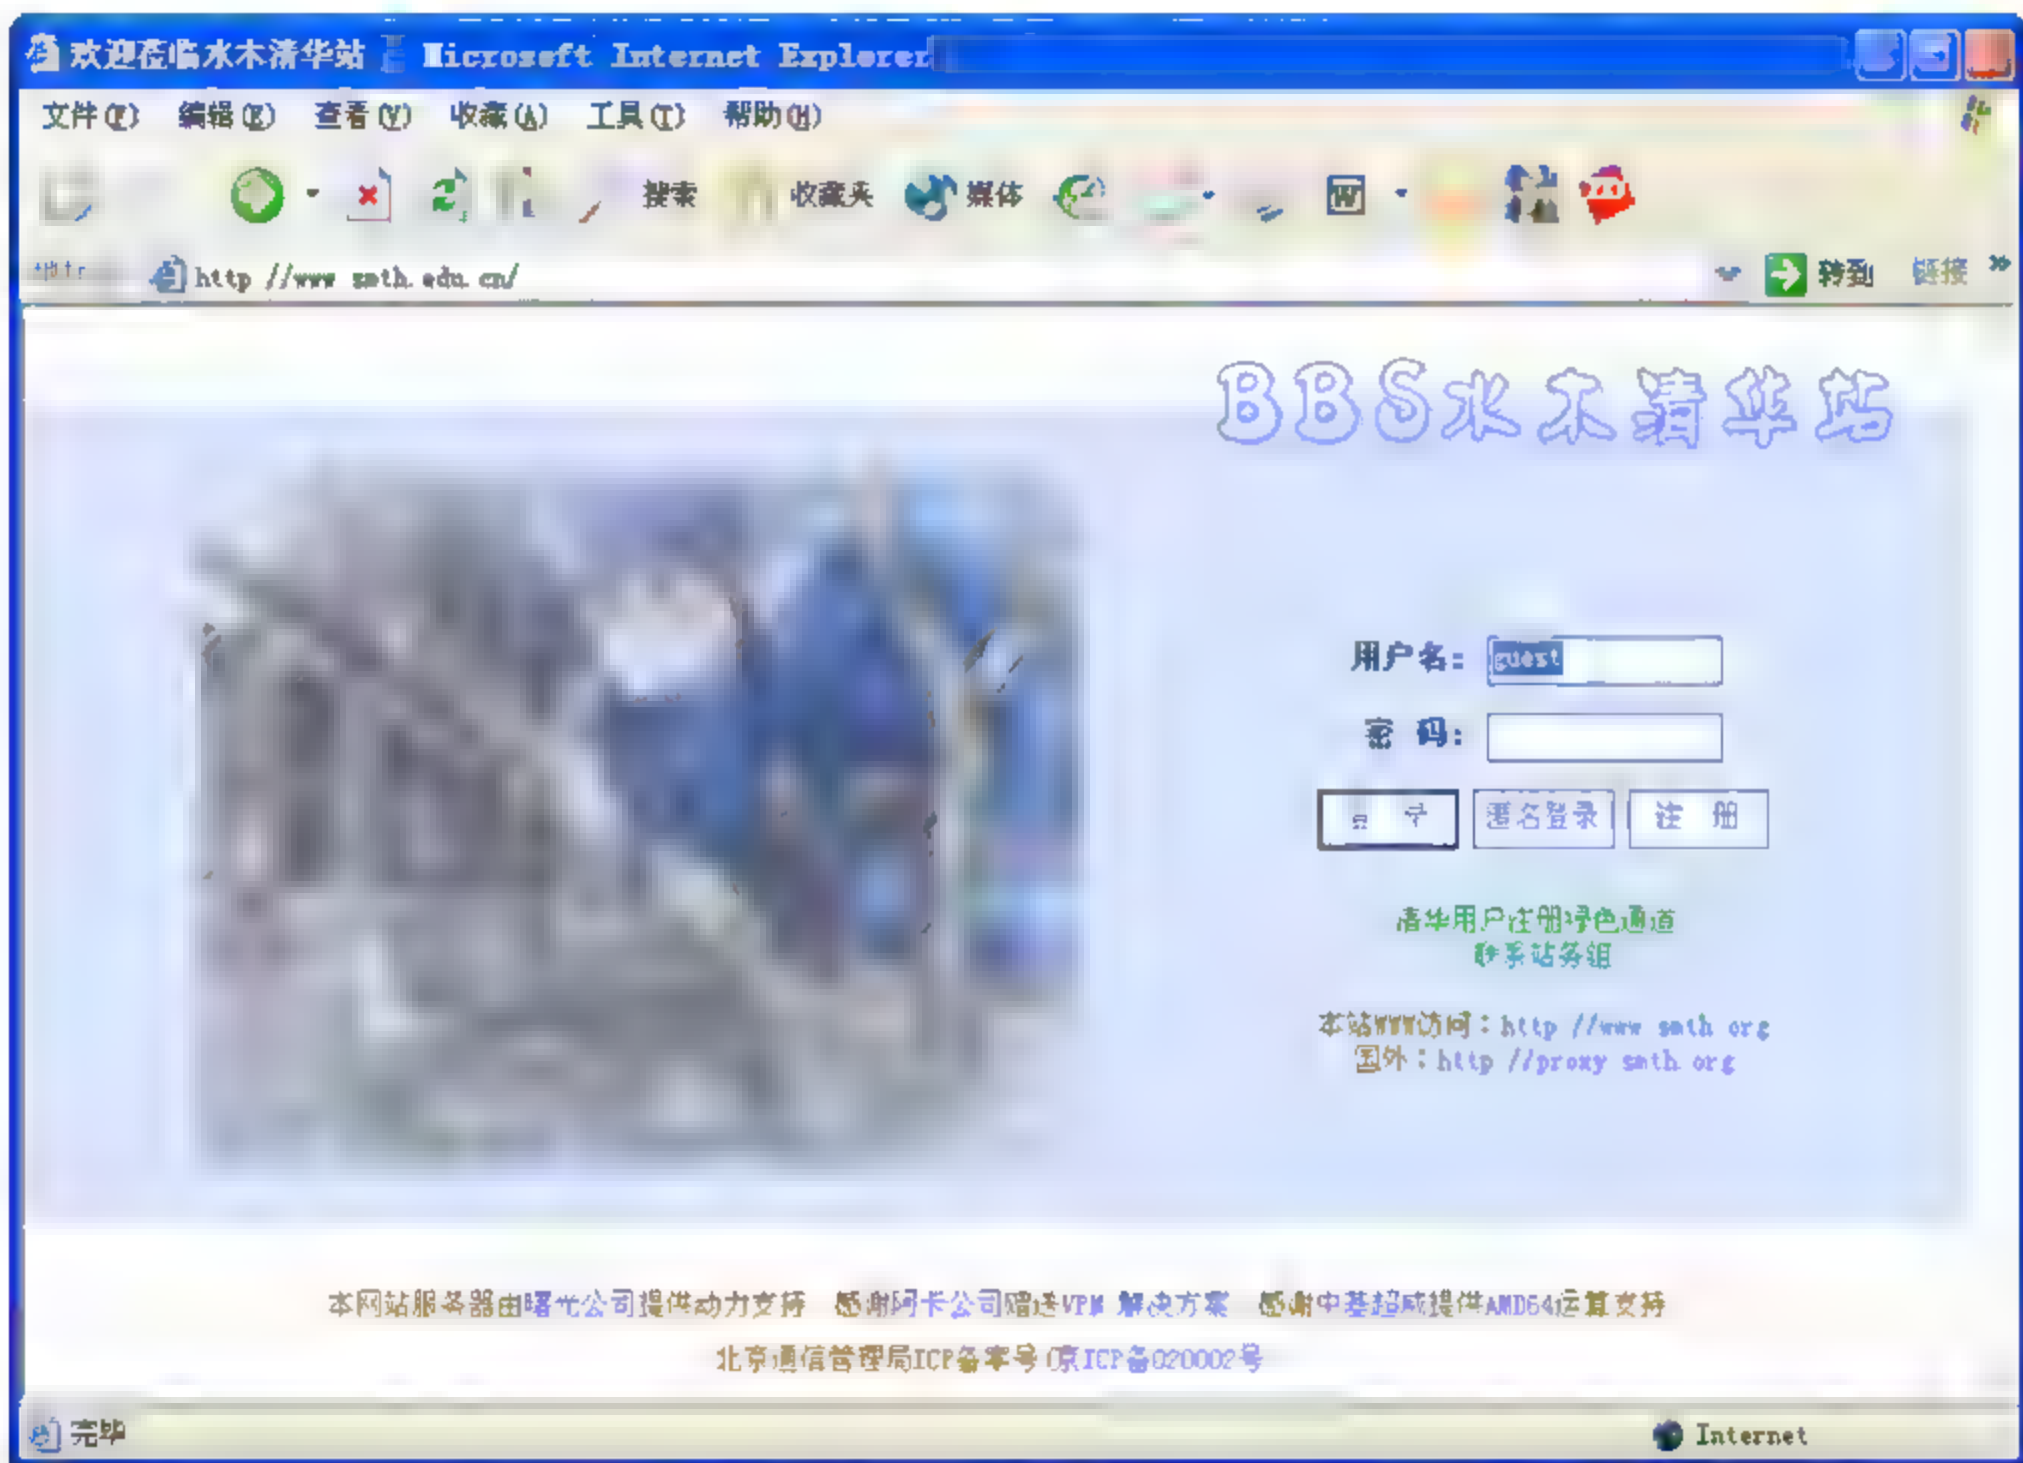 欢迎莅临水木清华站 - Microsoft Internet Explorer
文件(F) 编辑(E) 查看(V) 收藏(A) 工具(T) 帮助(H)
搜索 收藏夹 媒体
http://www.smth.edu.cn/ 转到 链接 »
BBS水木清华站
用户名: guest
密 码:
匿名登录 注 册
清华用户注册绿色通道
联系站务组
本站WWW访问:http://www.smth.org
国外:http://proxy.smth.org
本网站服务器由曙光公司提供动力支持 感谢阿卡公司赠送VPN 解决方案 感谢中基超威提供AMD64运算支持
北京通信管理局ICP备案号(京ICP备020002号
完毕 Internet